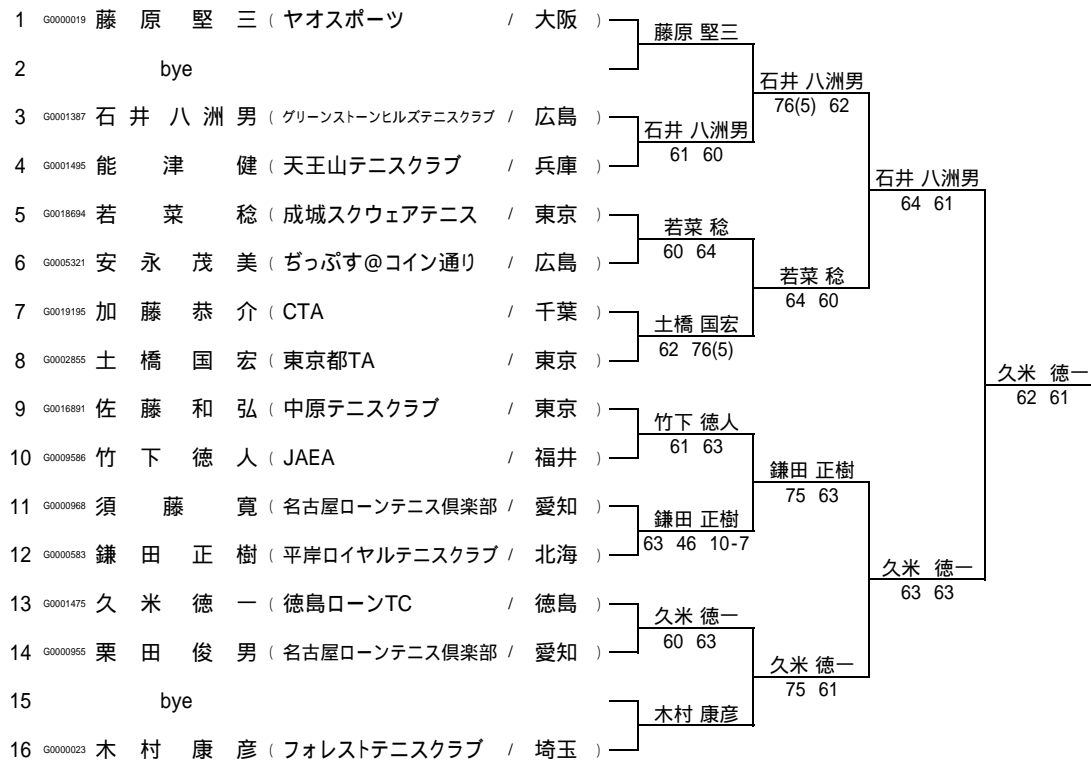 1 G0000019 藤 原 堅 三 ( ヤオスポーツ / 大阪 )
藤原 堅三
2 bye
石井 八洲男
76(5) 62
3 G0001387 石 井 八 洲 男 ( グリーンストーンヒルズテニスクラブ / 広島 )
石井 八洲男
61 60
4 G0001495 能 津 健 ( 天王山テニスクラブ / 兵庫 )
石井 八洲男
64 61
5 G0018694 若 菜 稔 ( 成城スクウェアテニス / 東京 )
若菜 稔
60 64
6 G0005321 安 永 茂 美 ( ぢっぷす@コイン通り / 広島 )
若菜 稔
64 60
7 G0019195 加 藤 恭 介 ( CTA / 千葉 )
土橋 国宏
62 76(5)
8 G0002855 土 橋 国 宏 ( 東京都TA / 東京 )
久米 徳一
62 61
9 G0016891 佐 藤 和 弘 ( 中原テニスクラブ / 東京 )
竹下 徳人
61 63
10 G0009586 竹 下 徳 人 ( JAEA / 福井 )
鎌田 正樹
75 63
11 G0000968 須 藤 寛 ( 名古屋ローンテニス倶楽部 / 愛知 )
鎌田 正樹
63 46 10-7
12 G0000583 鎌 田 正 樹 ( 平岸ロイヤルテニスクラブ / 北海 )
久米 徳一
63 63
13 G0001475 久 米 徳 一 ( 徳島ローンTC / 徳島 )
久米 徳一
60 63
14 G0000955 栗 田 俊 男 ( 名古屋ローンテニス倶楽部 / 愛知 )
久米 徳一
75 61
15 bye
木村 康彦
16 G0000023 木 村 康 彦 ( フォレストテニスクラブ / 埼玉 )